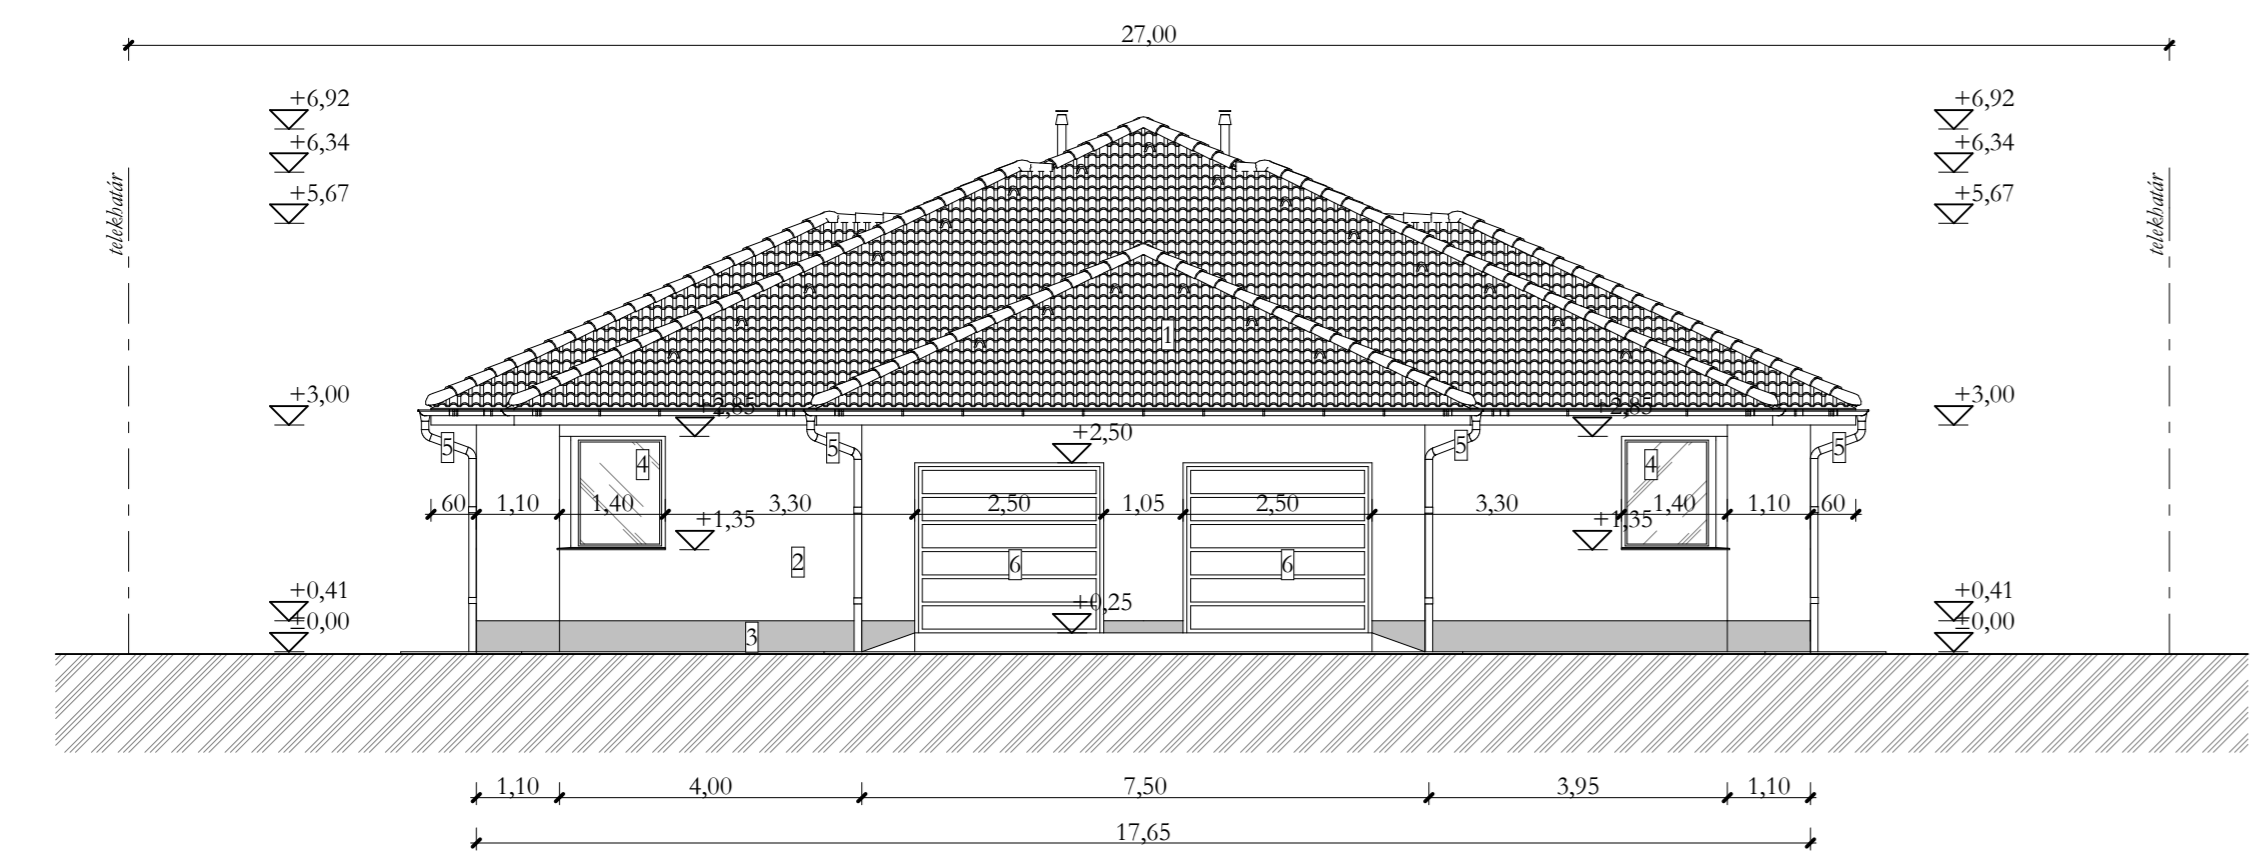 27,00
+6,92 +6,92
+6,34 +6,34
telekhatár +5,67 +5,67 telekhatár
1
+3,00 +2,85 +2,85 +3,00
+2,50
5 4 5 5 4 5
60 1,10 1,40 3,30 2,50 1,05 2,50 3,30 1,40 1,10 60
+1,35 +1,35
2 6 6
+0,41 +0,25 +0,41
±0,00 3 ±0,00
1,10 4,00 7,50 3,95 1,10
17,65